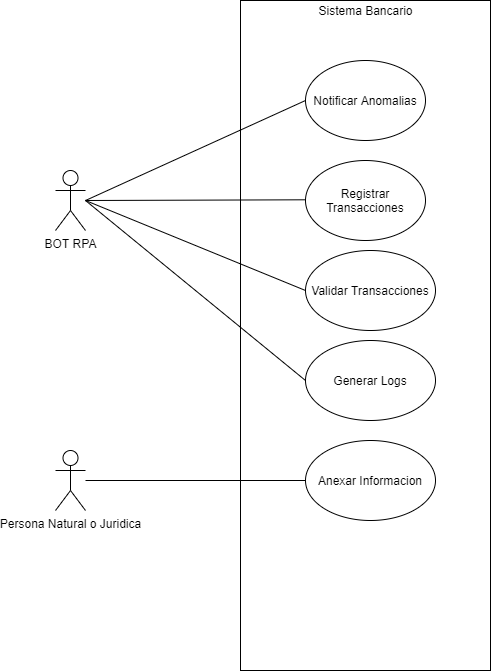 Sistema Bancario
Notificar Anomalias
Registrar
Transacciones
BOT RPA
Validar Transacciones
Generar Logs
Anexar Informacion
Persona Natural o Juridica